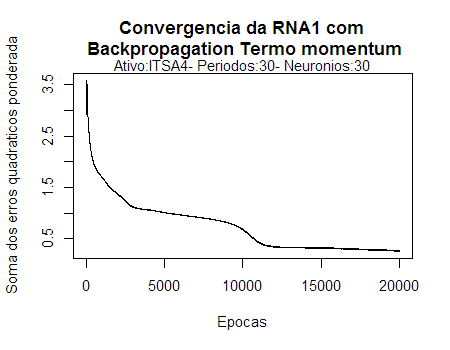 Convergencia da RNA1 com
Backpropagation Termo momentum
Ativo:ITSA4- Periodos:30- Neuronios:30
Soma dos erros quadraticos ponderada
3.5
2.5
1.5
0.5
0 5000 10000 15000 20000
Epocas